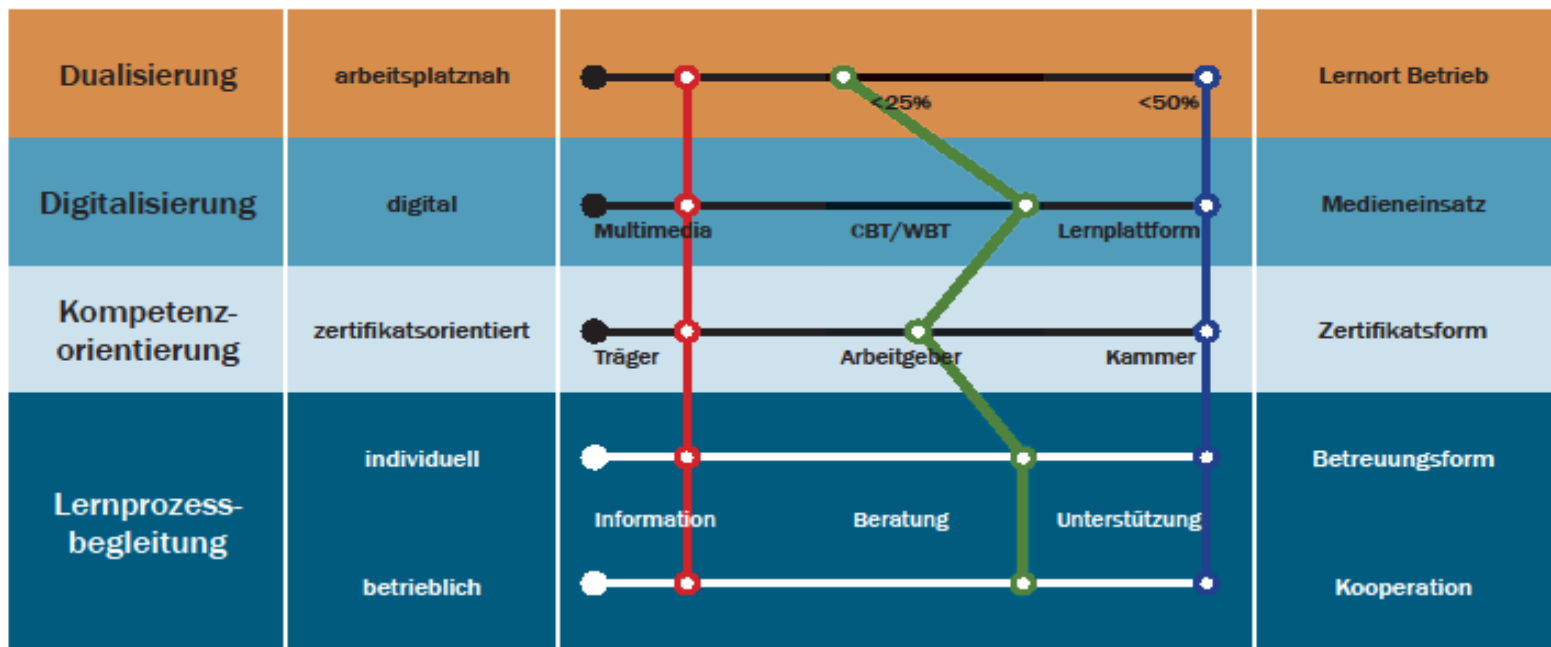 Dualisierung
arbeitsplatznah
<25%
<50%
Lernort Betrieb
Digitalisierung
digital
Multimedia
CBT/WBT
Lernplattform
Medieneinsatz
Kompetenz-
orientierung
zertifikatsorientiert
Träger
Arbeitgeber
Kammer
Zertifikatsform
Lernprozess-
begleitung
individuell
Betreuungsform
Information
Beratung
Unterstützung
betrieblich
Kooperation